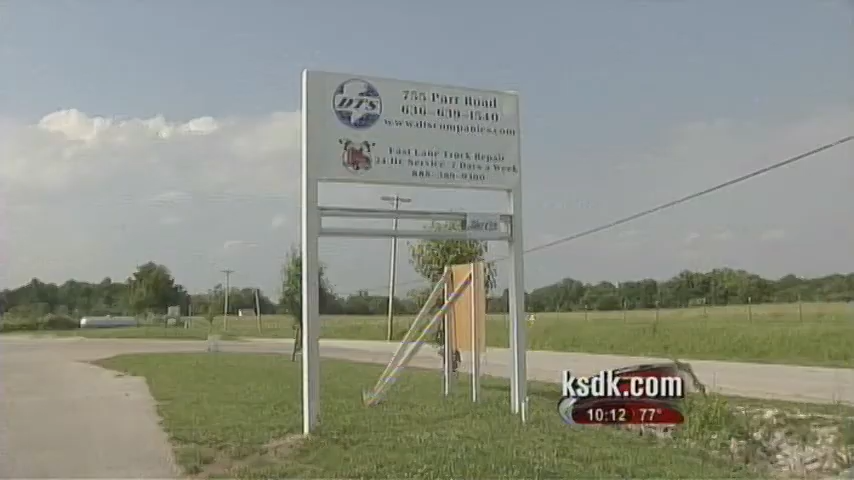 DTS
755 Parr Road
636-639-1540
www.dtscompanies.com
Fast Lane Truck Repair
24 Hr Service 7 Days a Week
ksdk.com
10:12 77°